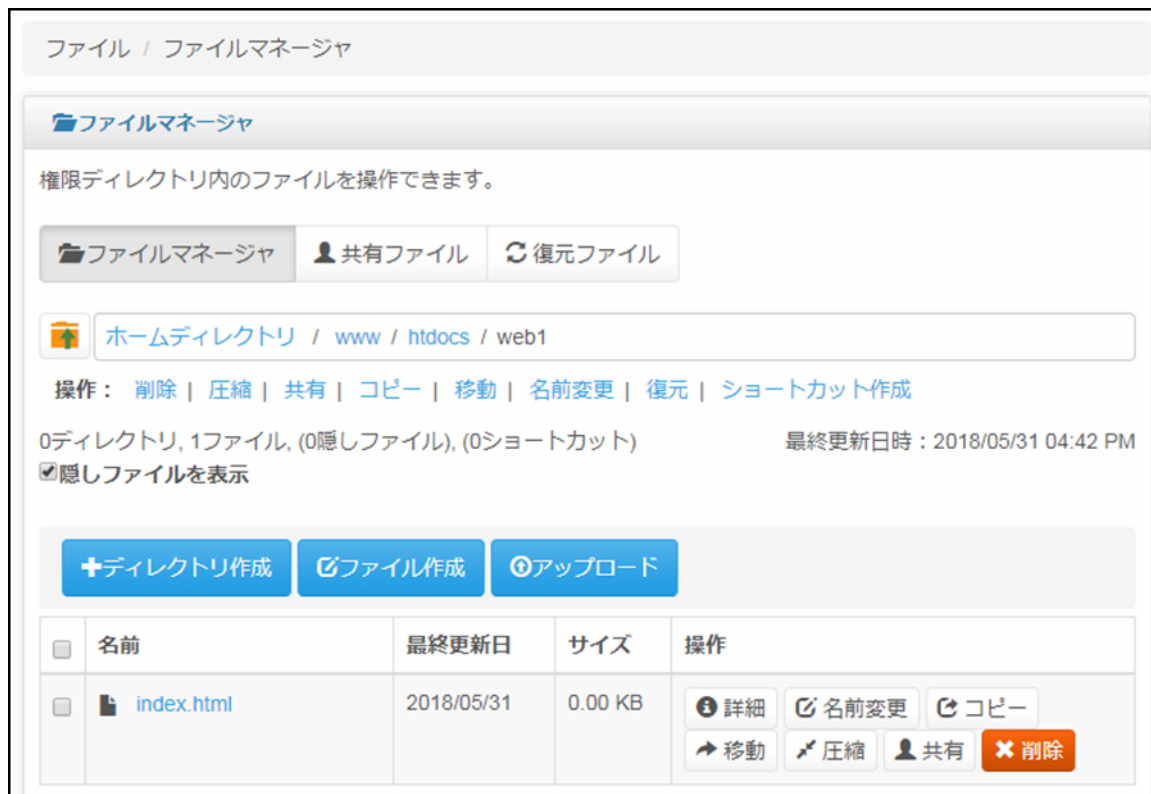 ファイル / ファイルマネージャ
ファイルマネージャ
権限ディレクトリ内のファイルを操作できます。
ファイルマネージャ 共有ファイル 復元ファイル
ホームディレクトリ / www / htdocs / web1
操作： 削除 | 圧縮 | 共有 | コピー | 移動 | 名前変更 | 復元 | ショートカット作成
0ディレクトリ, 1ファイル, (0隠しファイル), (0ショートカット) 最終更新日時：2018/05/31 04:42 PM
隠しファイルを表示
ディレクトリ作成 ファイル作成 アップロード
名前 最終更新日 サイズ 操作
index.html 2018/05/31 0.00 KB 詳細 名前変更 コピー
移動 圧縮 共有 削除